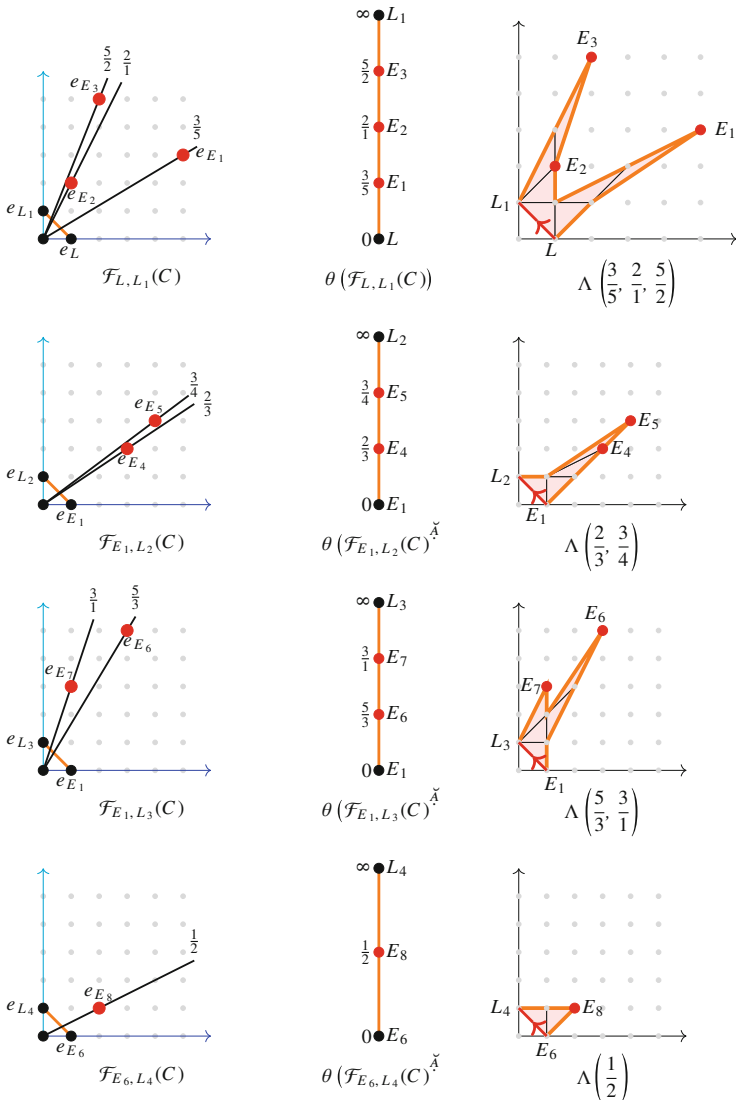 5/2 2/1 3/5
e_{E_3} e_{E_2} e_{E_1} e_{L_1} e_L
ℱ_{L, L_1}(C)
∞ L_1
5/2 E_3
2/1 E_2
3/5 E_1
0 L
θ (ℱ_{L, L_1}(C))
E_3
E_1
E_2
L_1
L
Λ (3/5, 2/1, 5/2)
3/4 2/3
e_{E_5} e_{E_4} e_{L_2} e_{E_1}
ℱ_{E_1, L_2}(C)
∞ L_2
3/4 E_5
2/3 E_4
0 E_1
θ (ℱ_{E_1, L_2}(C)
E_5
E_4
L_2
E_1
Λ (2/3, 3/4)
3/1 5/3
e_{E_6} e_{E_7} e_{L_3} e_{E_1}
ℱ_{E_1, L_3}(C)
∞ L_3
3/1 E_7
5/3 E_6
0 E_1
θ (ℱ_{E_1, L_3}(C)
E_6
E_7
L_3
E_1
Λ (5/3, 3/1)
1/2
e_{E_8} e_{L_4} e_{E_6}
ℱ_{E_6, L_4}(C)
∞ L_4
1/2 E_8
0 E_6
θ (ℱ_{E_6, L_4}(C)
L_4 E_8
E_6
Λ (1/2)